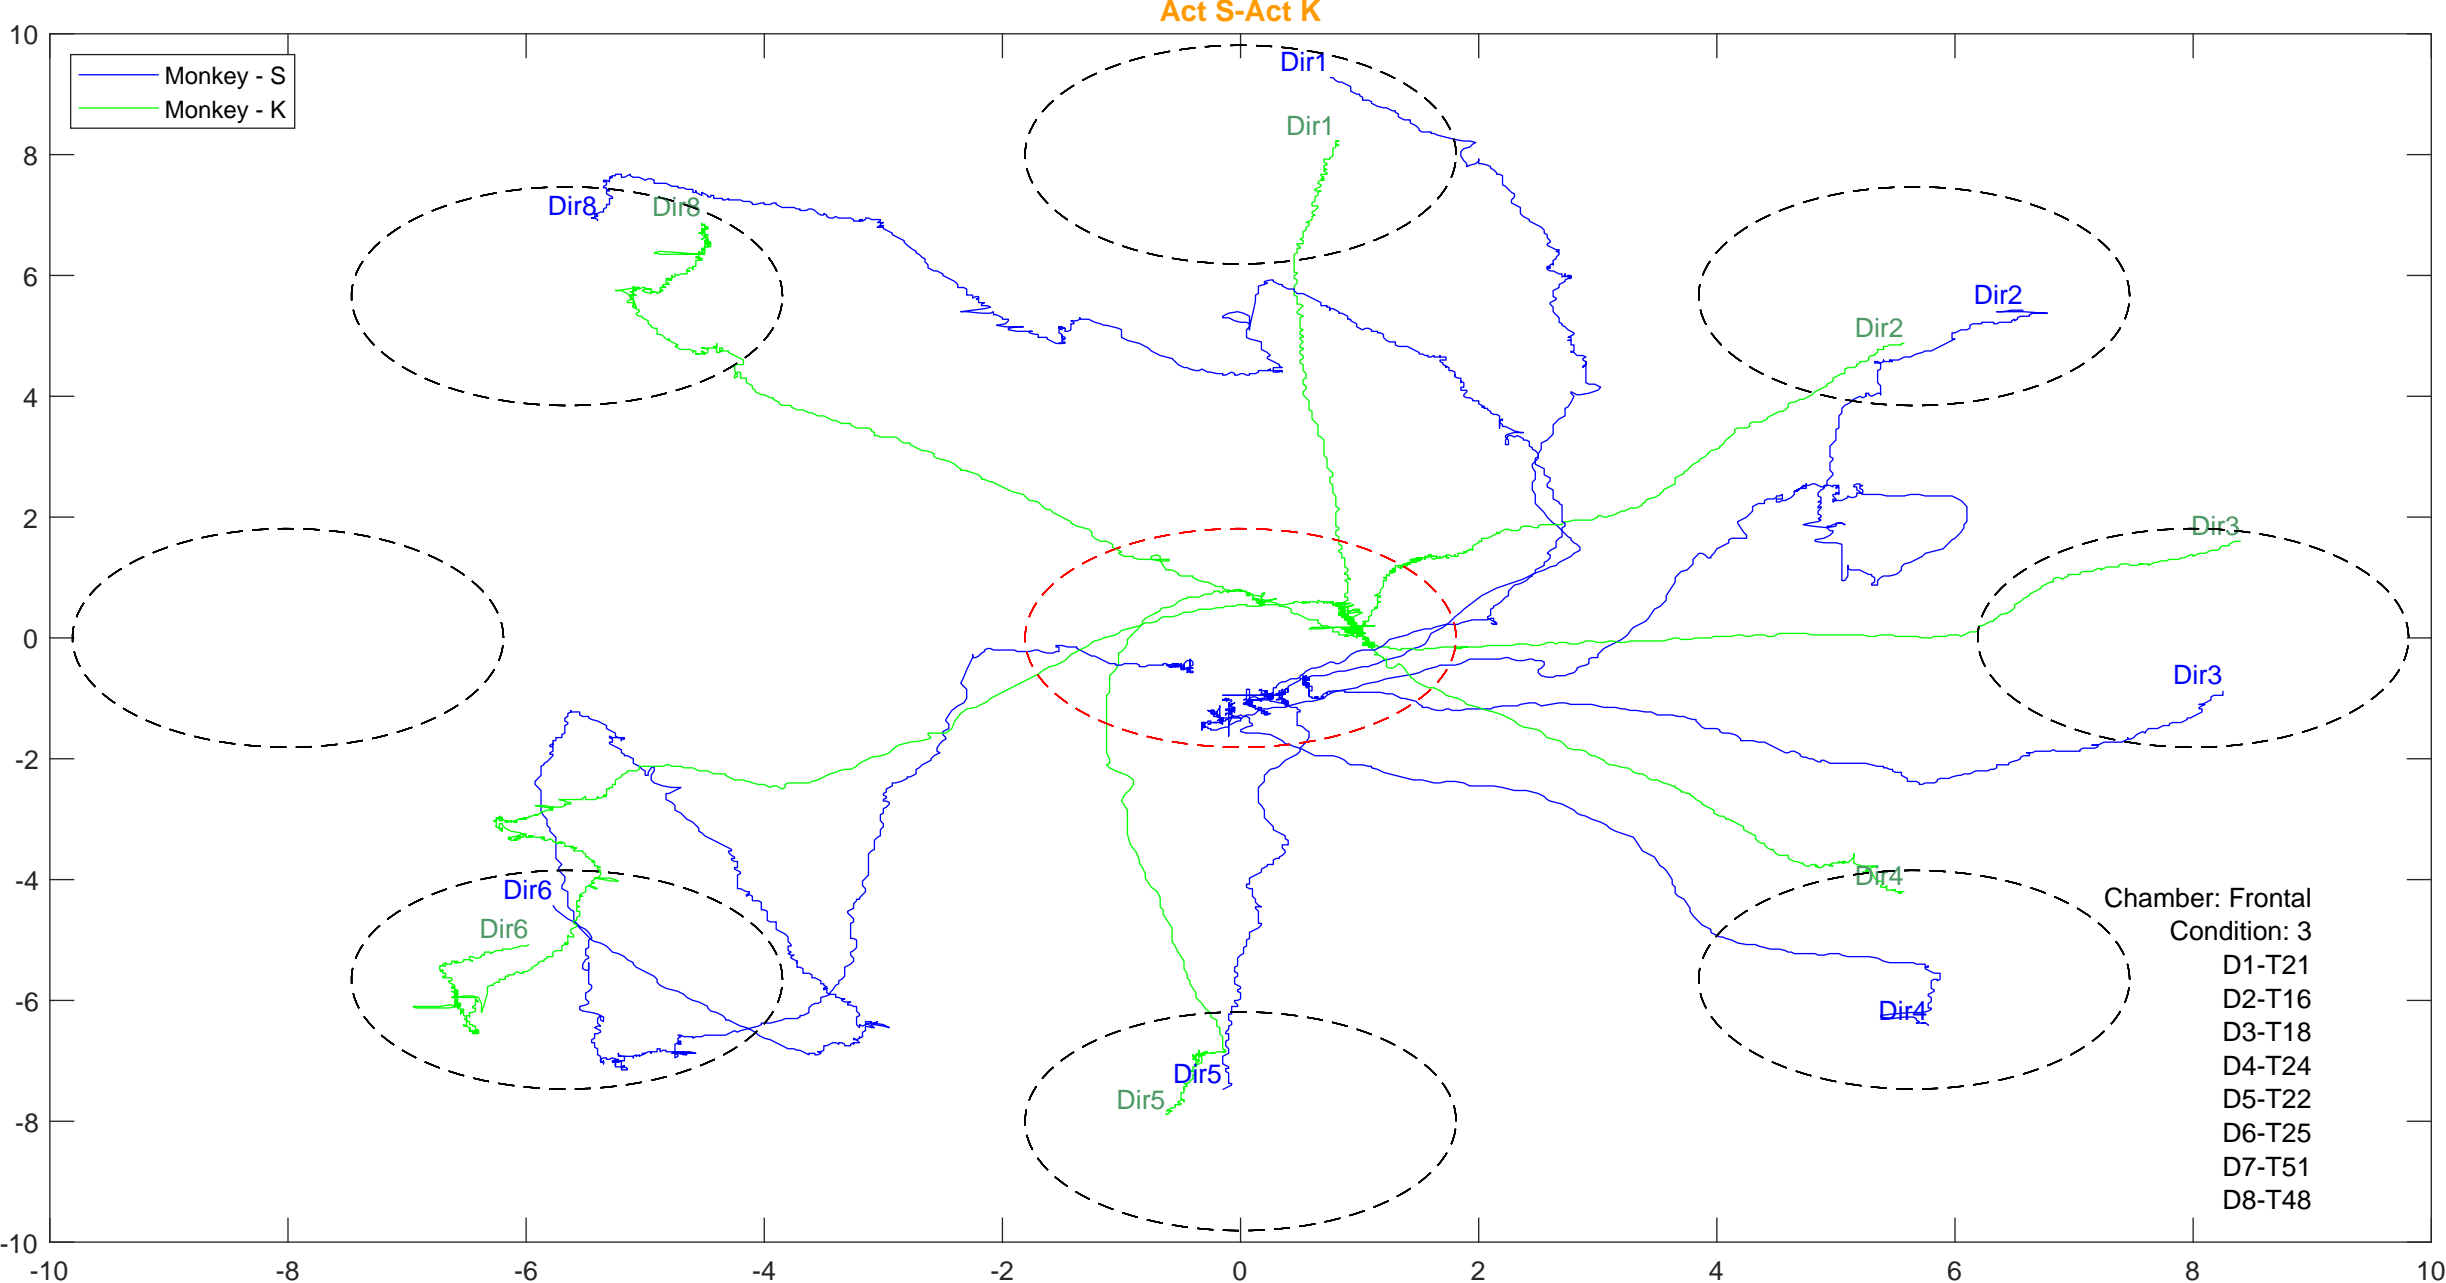 Act S-Act K
10
8
6
4
2
0
-2
-4
-6
-8
-10
Monkey - S
Monkey - K
Dir1
Dir1
Dir8
Dir8
Dir2
Dir2
Dir3
Dir3
Dir4
Dir6
Dir6
Dir4
Dir5
Dir5
Chamber: Frontal
Condition: 3
D1-T21
D2-T16
D3-T18
D4-T24
D5-T22
D6-T25
D7-T51
D8-T48
-10 -8 -6 -4 -2 0 2 4 6 8 10